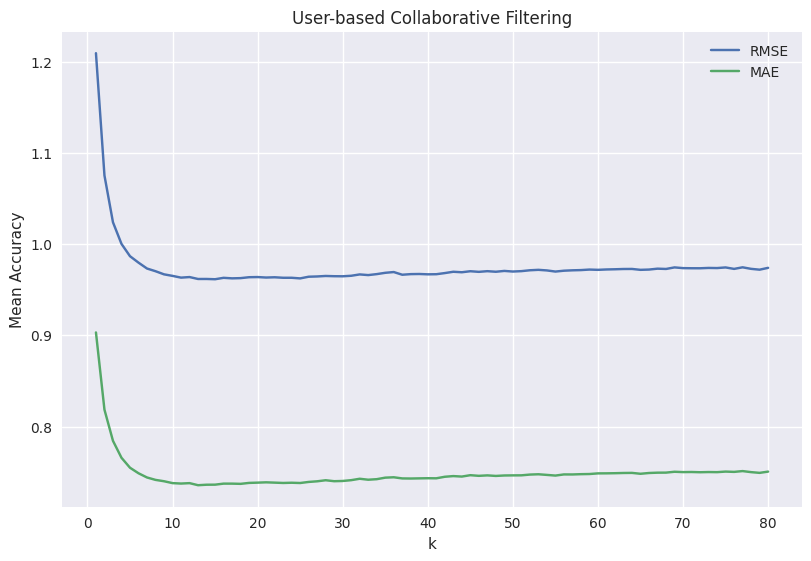 User-based Collaborative Filtering
RMSE
MAE
Mean Accuracy
1.2
1.1
1.0
0.9
0.8
0 10 20 30 40 50 60 70 80
k